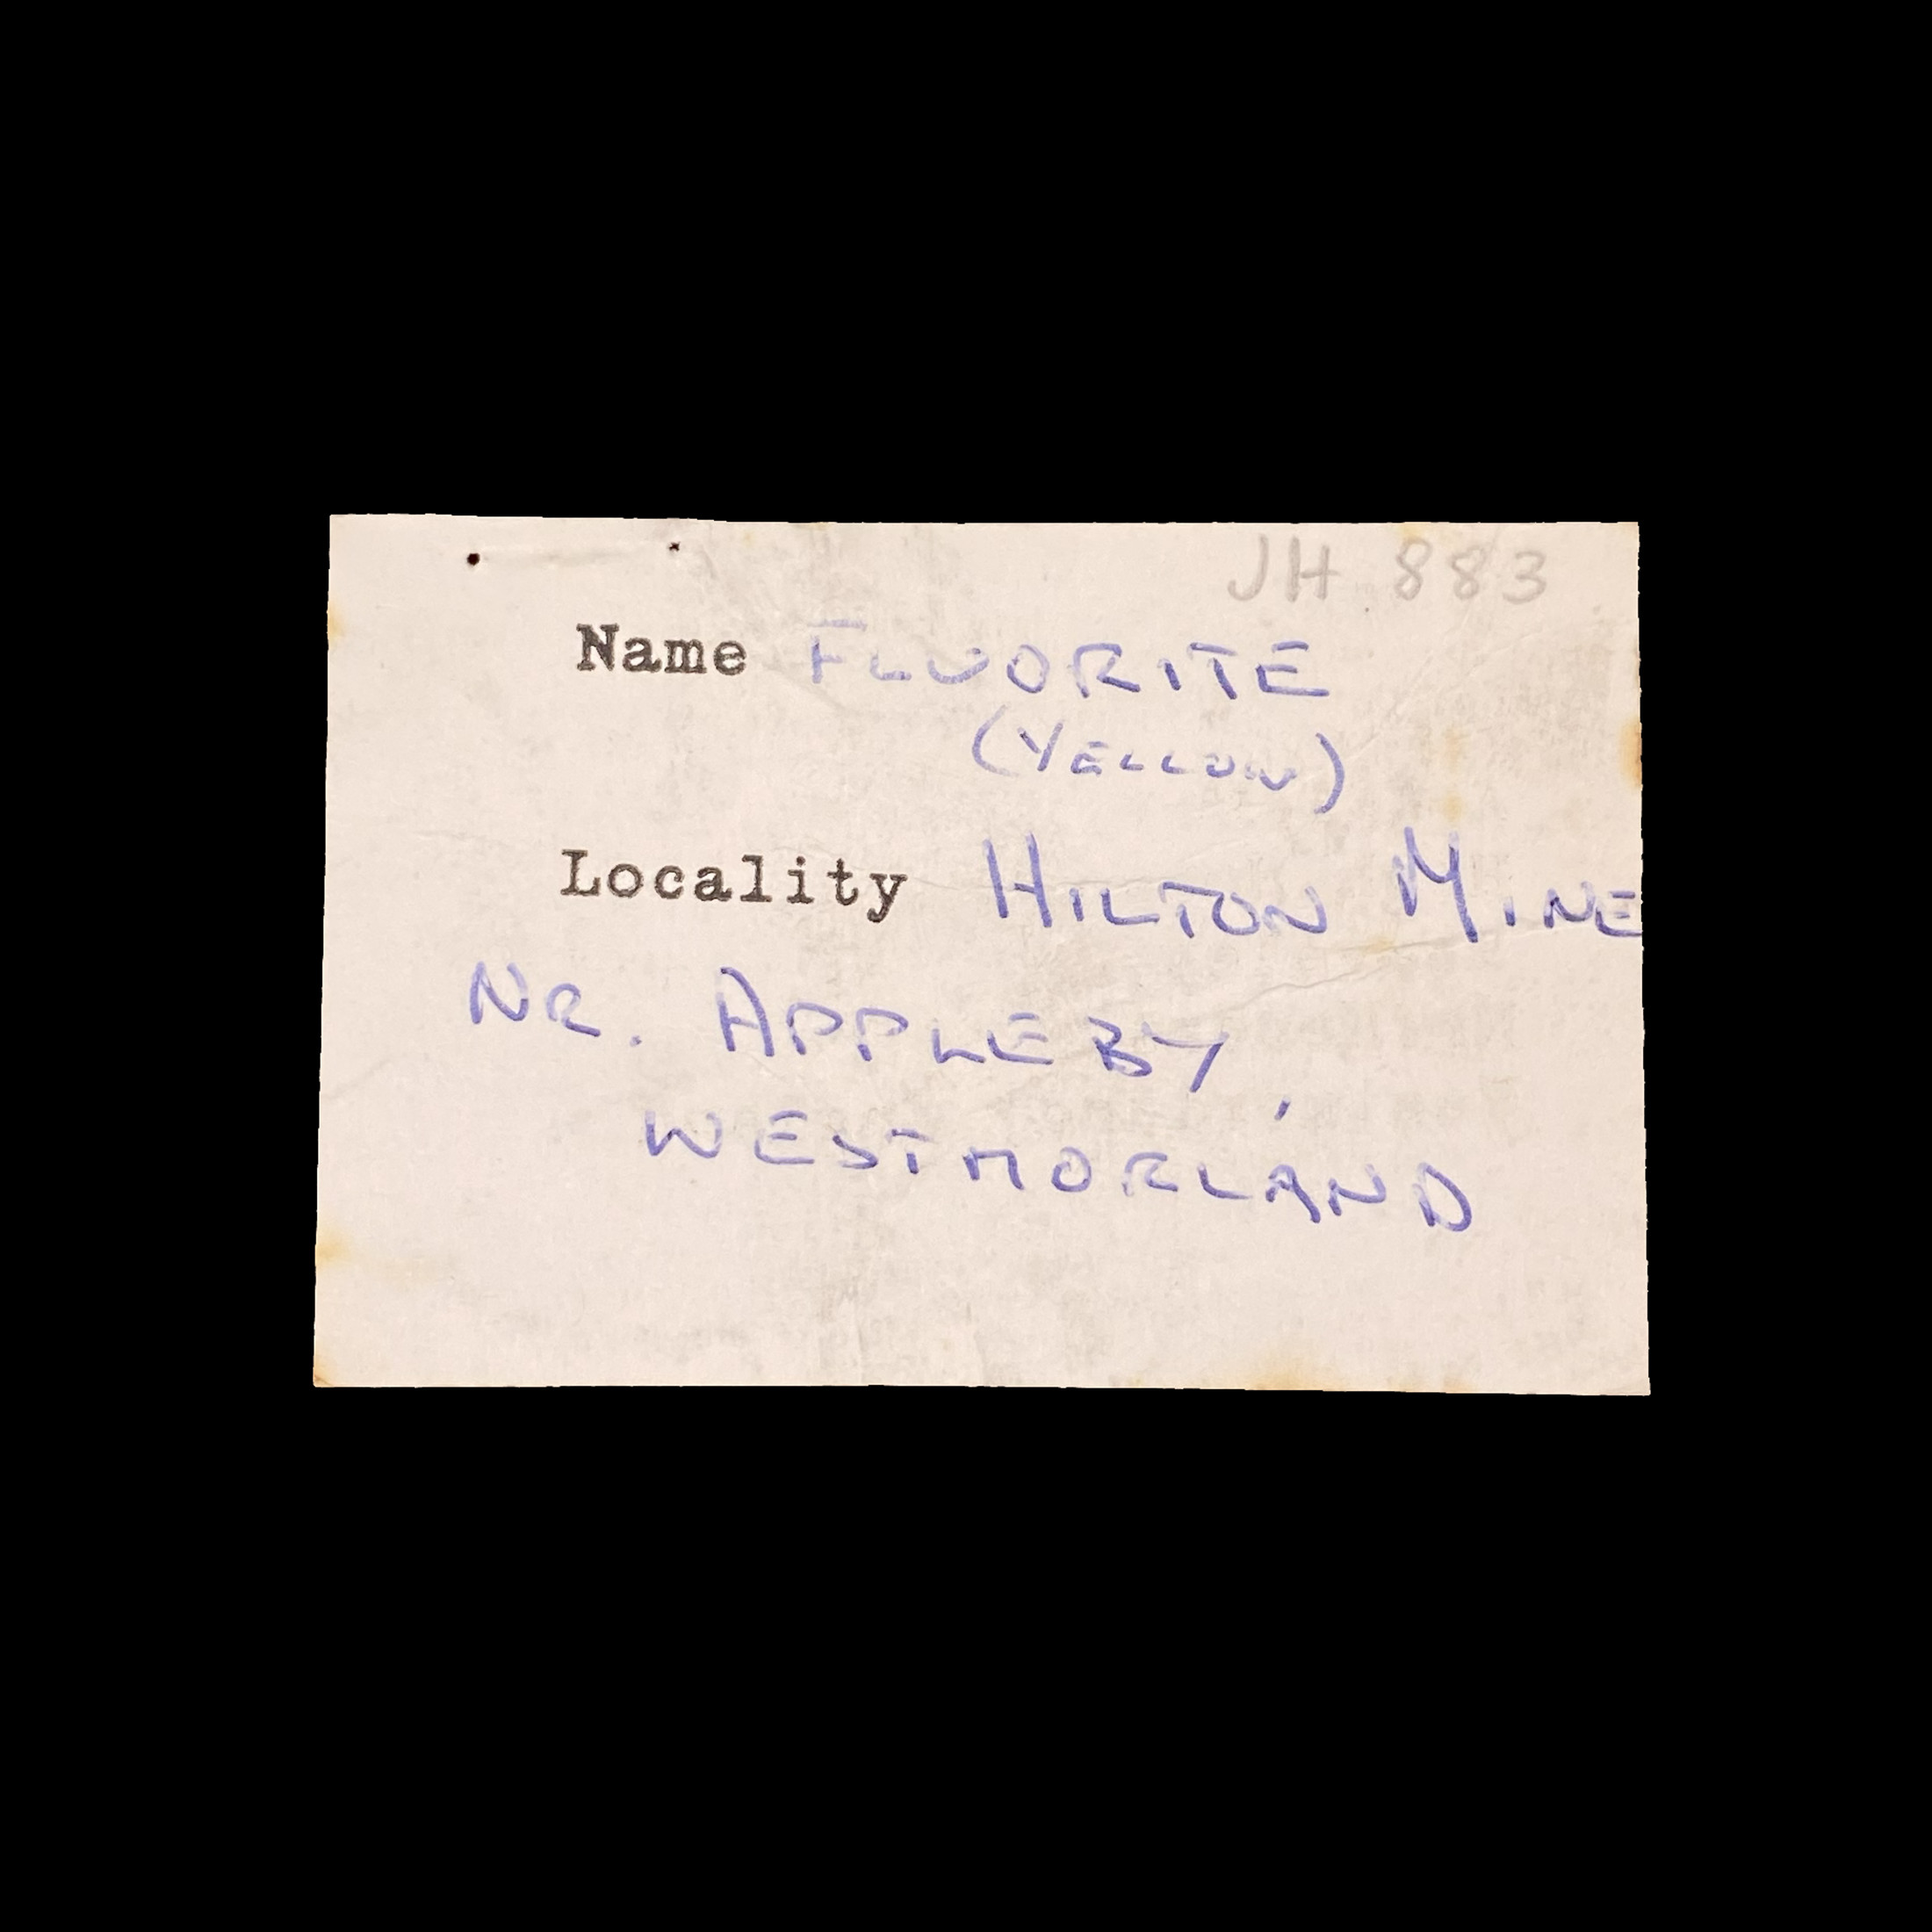 JH 883
Name FLUORITE
(YELLOW)
Locality HILTON MINE
NR. APPLEBY,
WESTMORLAND